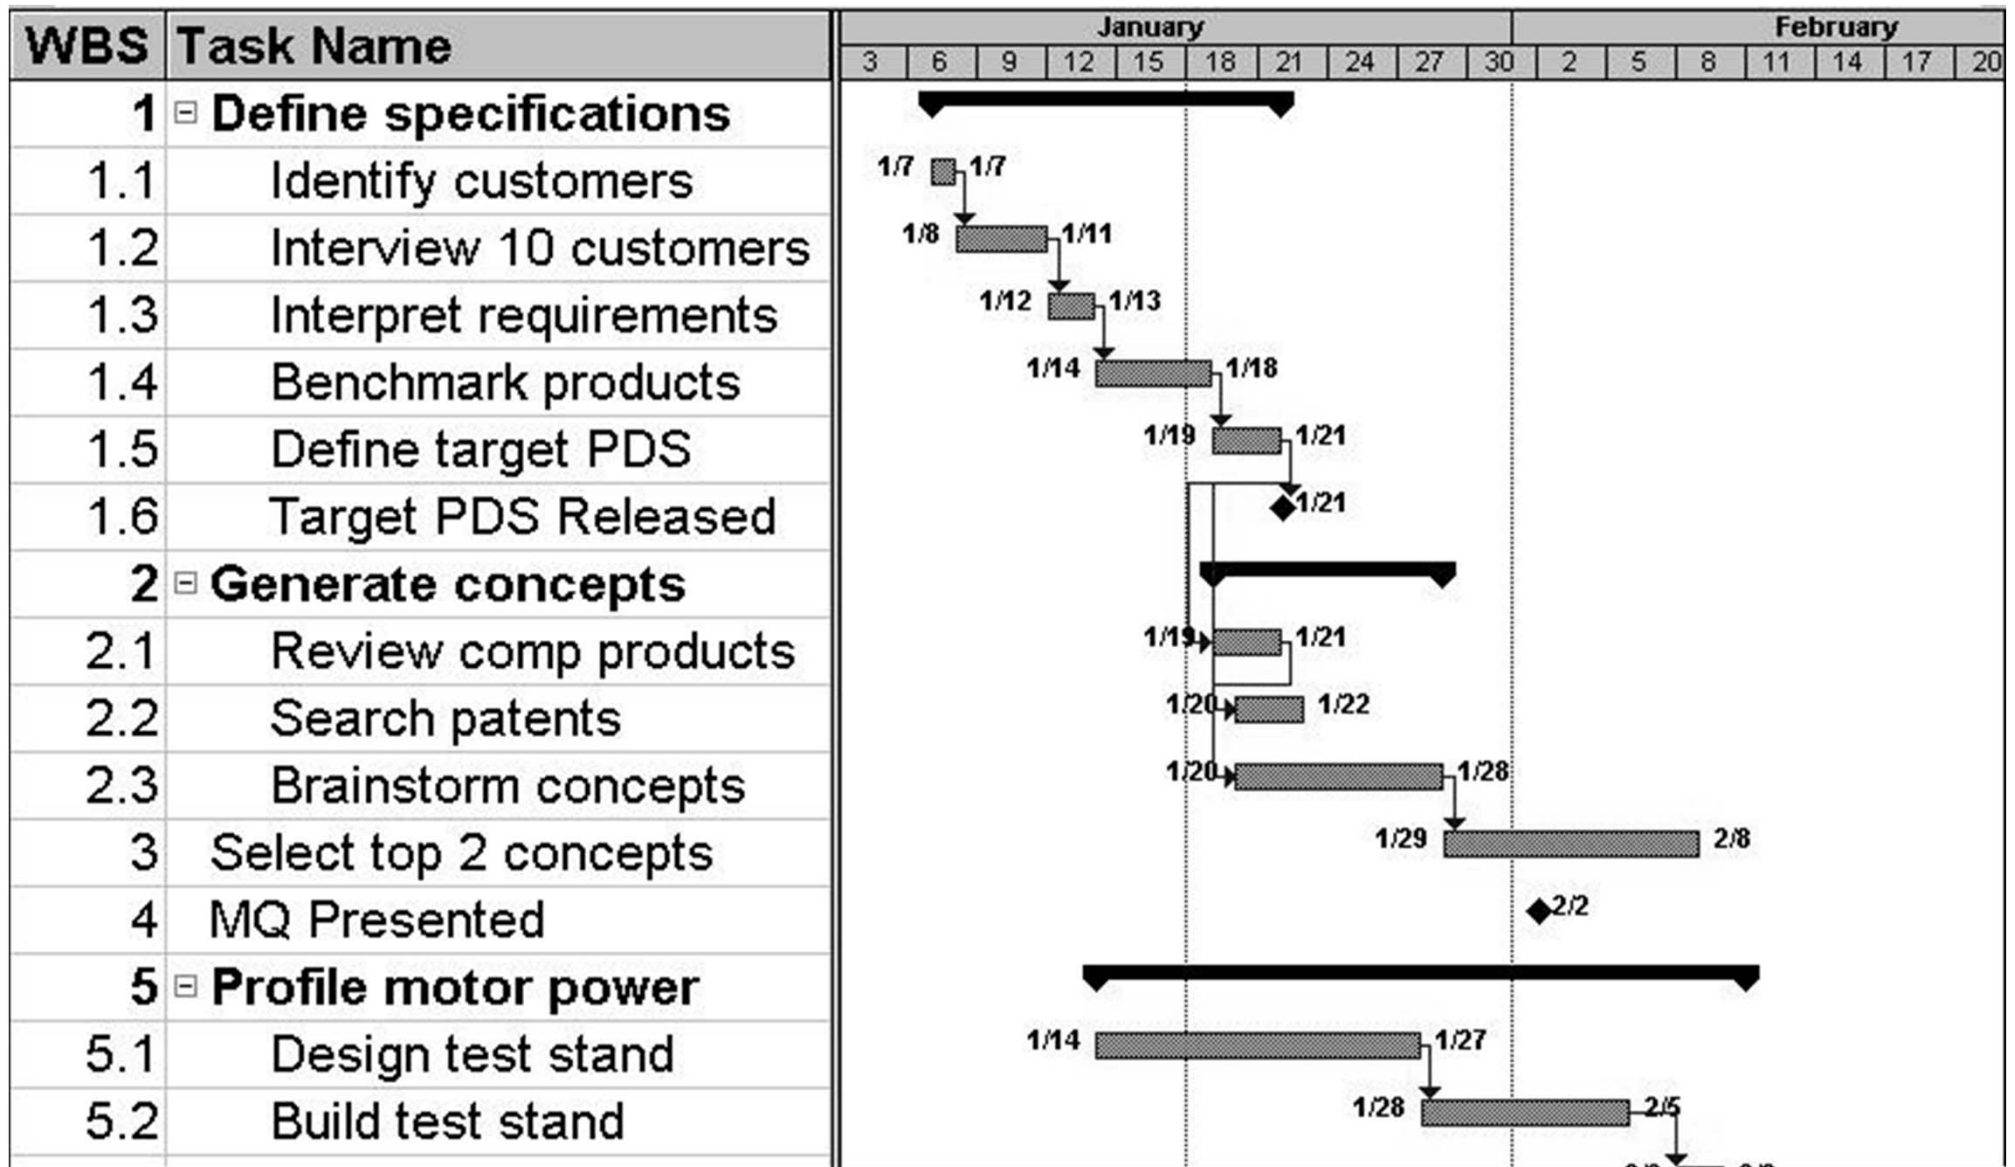 WBS Task Name January February
3 6 9 12 15 18 21 24 27 30 2 5 8 11 14 17 20
1 Define specifications
1.1 Identify customers 1/7 1/7
1.2 Interview 10 customers 1/8 1/11
1.3 Interpret requirements 1/12 1/13
1.4 Benchmark products 1/14 1/18
1.5 Define target PDS 1/19 1/21
1.6 Target PDS Released 1/21
2 Generate concepts
2.1 Review comp products 1/19 1/21
2.2 Search patents 1/20 1/22
2.3 Brainstorm concepts 1/20 1/28
3 Select top 2 concepts 1/29 2/8
4 MQ Presented 2/2
5 Profile motor power
5.1 Design test stand 1/14 1/27
5.2 Build test stand 1/28 2/5